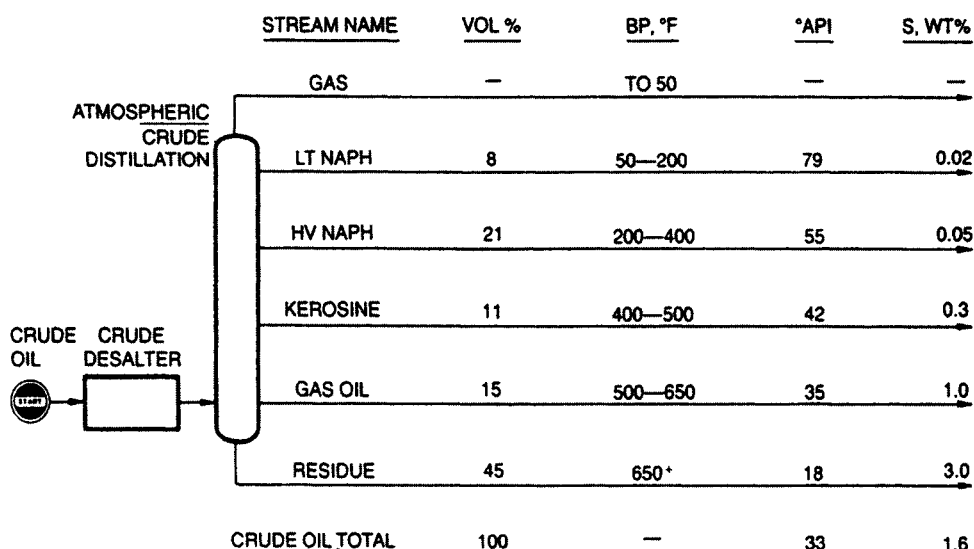 STREAM NAME VOL % BP, °F °API S, WT%
GAS — TO 50 — —
ATMOSPHERIC
CRUDE
DISTILLATION
LT NAPH 8 50—200 79 0.02
HV NAPH 21 200—400 55 0.05
KEROSINE 11 400—500 42 0.3
CRUDE OIL
CRUDE DESALTER
START
GAS OIL 15 500—650 35 1.0
RESIDUE 45 650+ 18 3.0
CRUDE OIL TOTAL 100 — 33 1.6